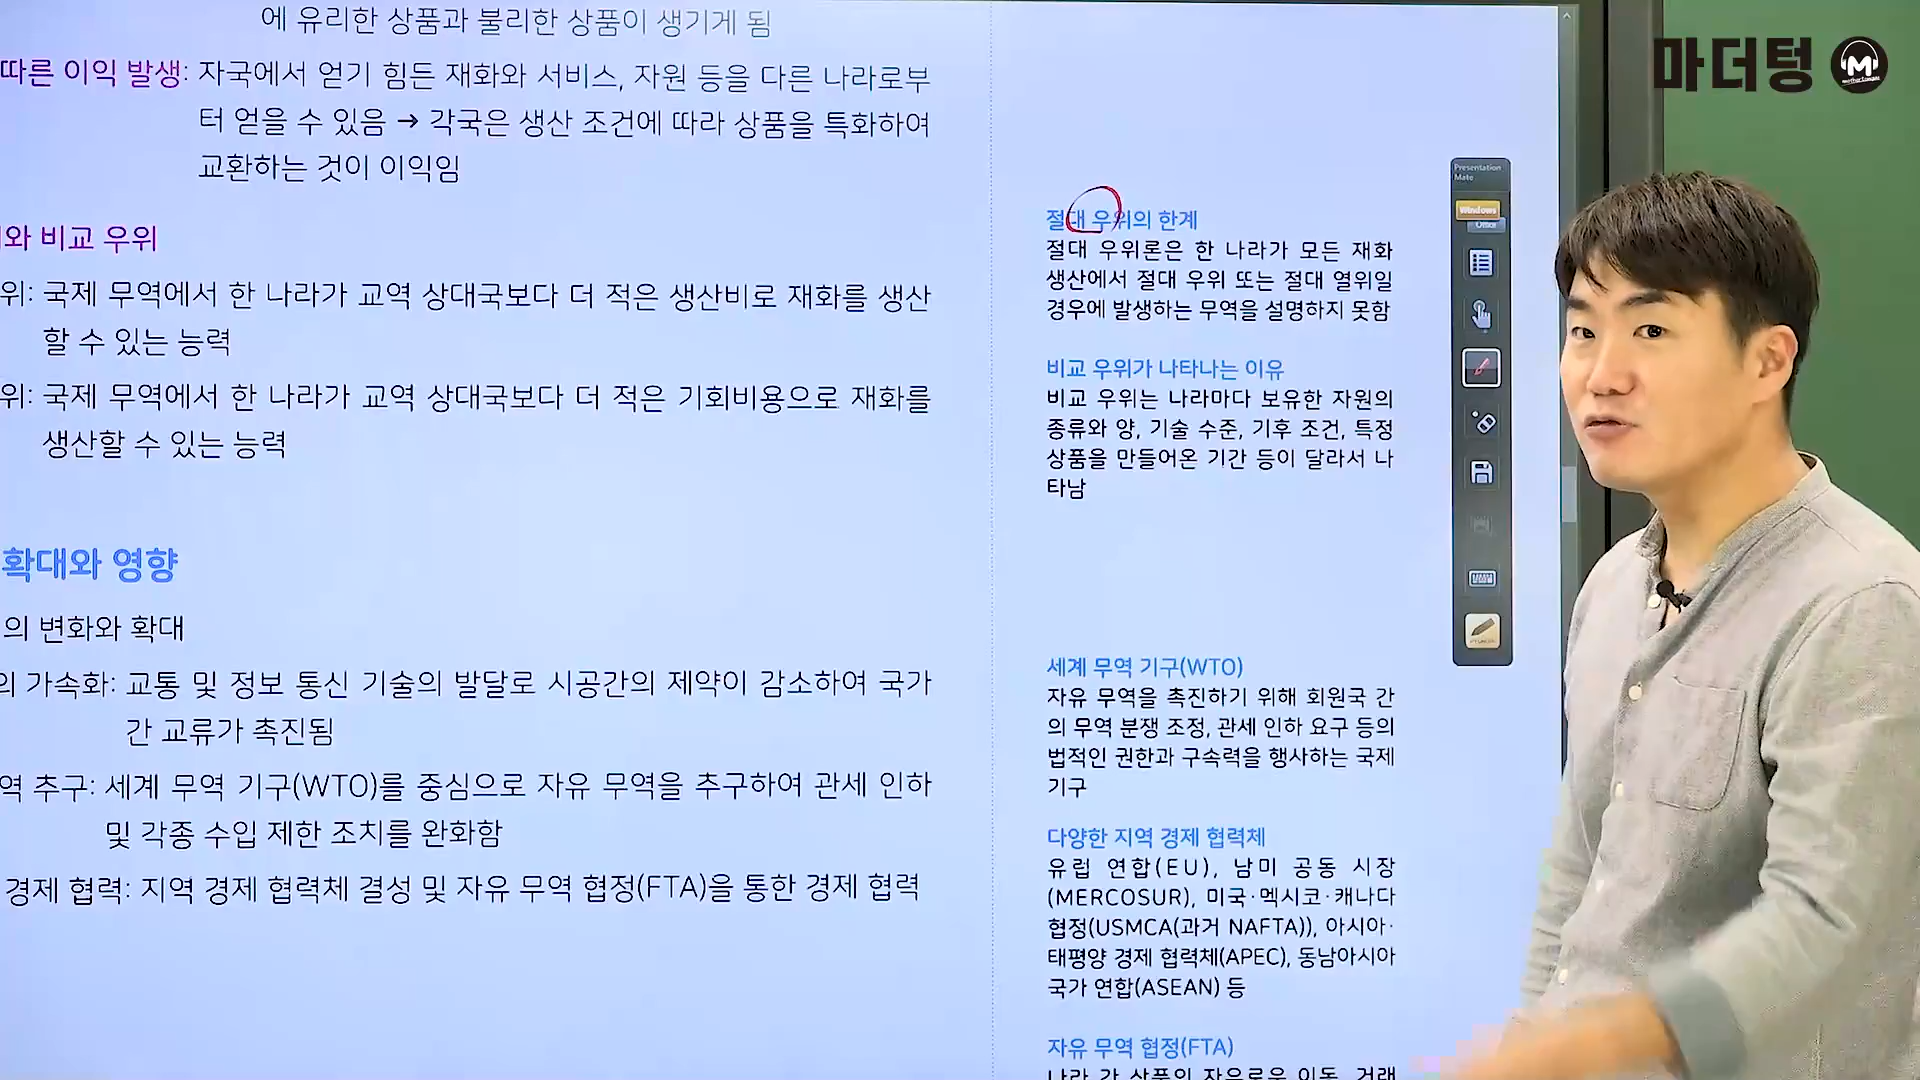 에 유리한 상품과 불리한 상품이 생기게 됨
따른 이익 발생: 자국에서 얻기 힘든 재화와 서비스, 자원 등을 다른 나라로부
터 얻을 수 있음 → 각국은 생산 조건에 따라 상품을 특화하여
교환하는 것이 이익임
와 비교 우위
위: 국제 무역에서 한 나라가 교역 상대국보다 더 적은 생산비로 재화를 생산
할 수 있는 능력
위: 국제 무역에서 한 나라가 교역 상대국보다 더 적은 기회비용으로 재화를
생산할 수 있는 능력
확대와 영향
의 변화와 확대
의 가속화: 교통 및 정보 통신 기술의 발달로 시공간의 제약이 감소하여 국가
간 교류가 촉진됨
역 추구: 세계 무역 기구(WTO)를 중심으로 자유 무역을 추구하여 관세 인하
및 각종 수입 제한 조치를 완화함
경제 협력: 지역 경제 협력체 결성 및 자유 무역 협정(FTA)을 통한 경제 협력
절대 우위의 한계
절대 우위론은 한 나라가 모든 재화
생산에서 절대 우위 또는 절대 열위일
경우에 발생하는 무역을 설명하지 못함
비교 우위가 나타나는 이유
비교 우위는 나라마다 보유한 자원의
종류와 양, 기술 수준, 기후 조건, 특정
상품을 만들어온 기간 등이 달라서 나
타남
세계 무역 기구(WTO)
자유 무역을 촉진하기 위해 회원국 간
의 무역 분쟁 조정, 관세 인하 요구 등의
법적인 권한과 구속력을 행사하는 국제
기구
다양한 지역 경제 협력체
유럽 연합(EU), 남미 공동 시장
(MERCOSUR), 미국·멕시코·캐나다
협정(USMCA(과거 NAFTA)), 아시아·
태평양 경제 협력체(APEC), 동남아시아
국가 연합(ASEAN) 등
자유 무역 협정(FTA)
나라 간 상품의 자유로운 이동, 거래
Presentation
Mate
Windows
Office
마더텅
M